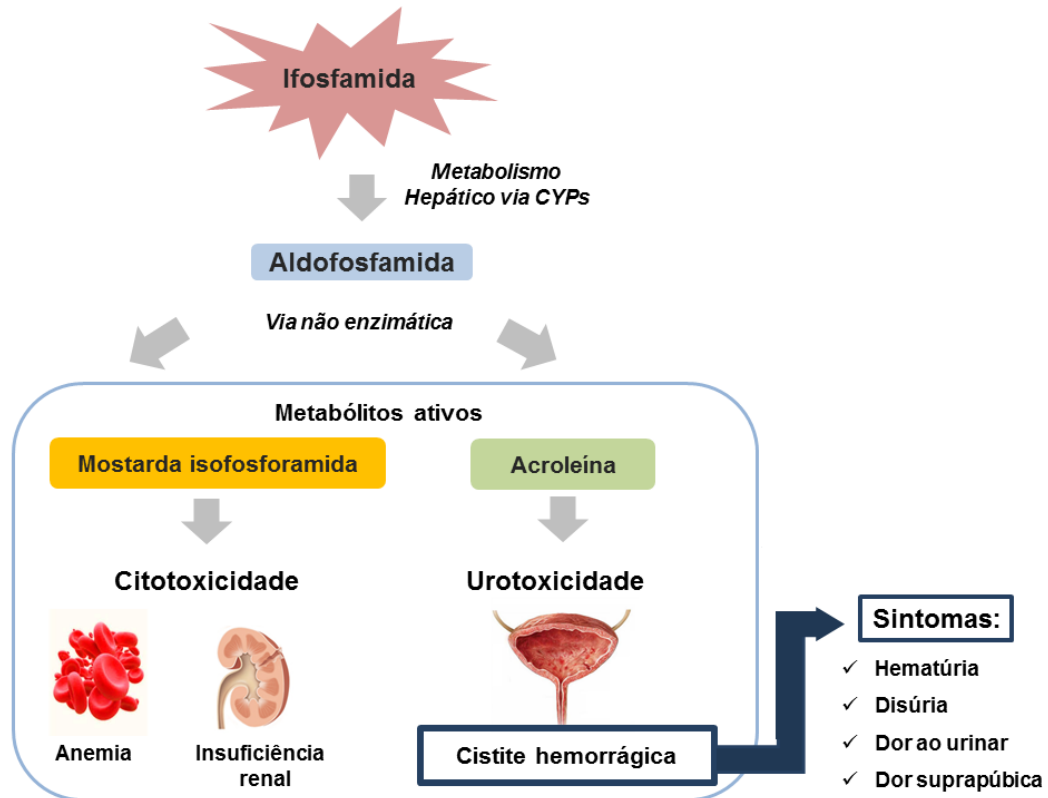 Ifosfamida
Metabolismo
Hepático via CYPs
Aldofosfamida
Via não enzimática
Metabólitos ativos
Mostarda isofosforamida
Acroleína
Citotoxicidade
Urotoxicidade
Anemia
Insuficiência
renal
Cistite hemorrágica
Sintomas:
✓ Hematúria
✓ Disúria
✓ Dor ao urinar
✓ Dor suprapúbica